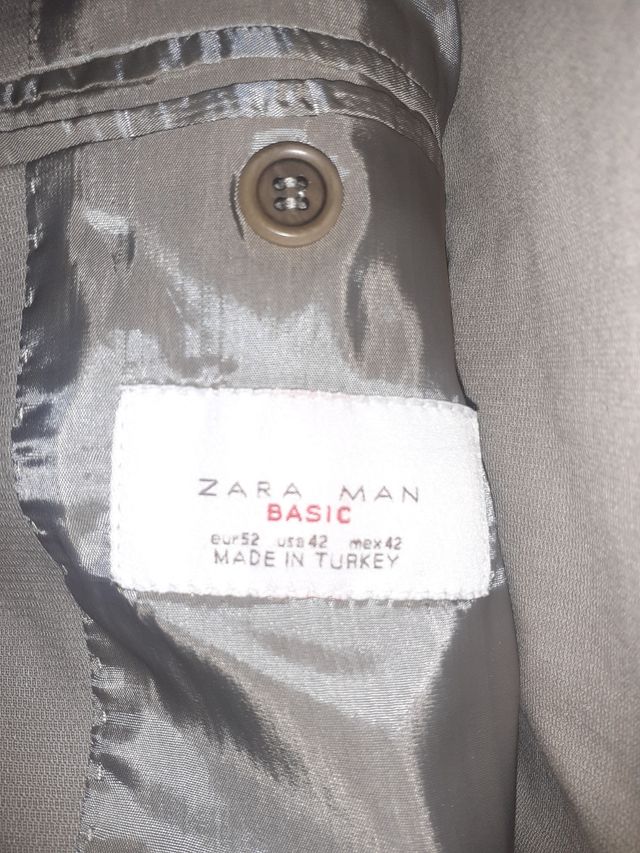 ZARA MAN
BASIC
eur52 usa42 mex42
MADE IN TURKEY